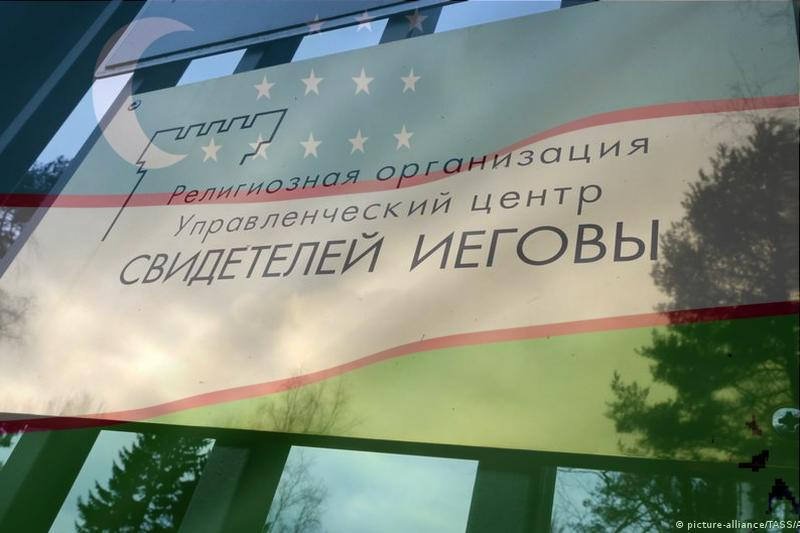 Религиозная организация
Управленческий центр
СВИДЕТЕЛЕЙ ИЕГОВЫ
© picture-alliance/TASS/A